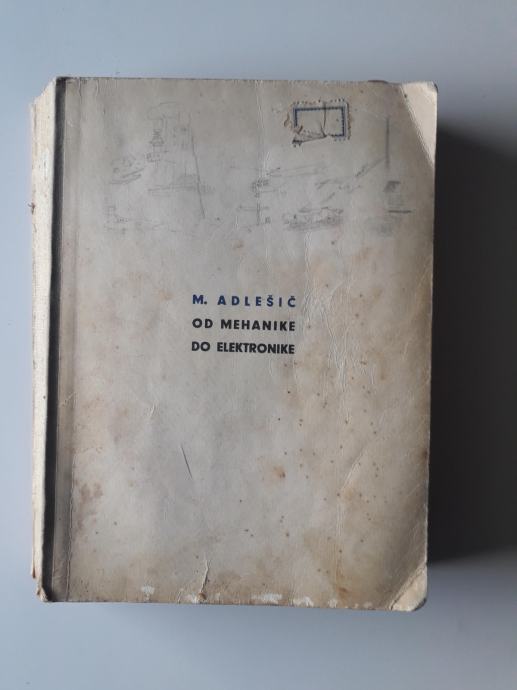 M. ADLEŠIČ
OD MEHANIKE
DO ELEKTRONIKE